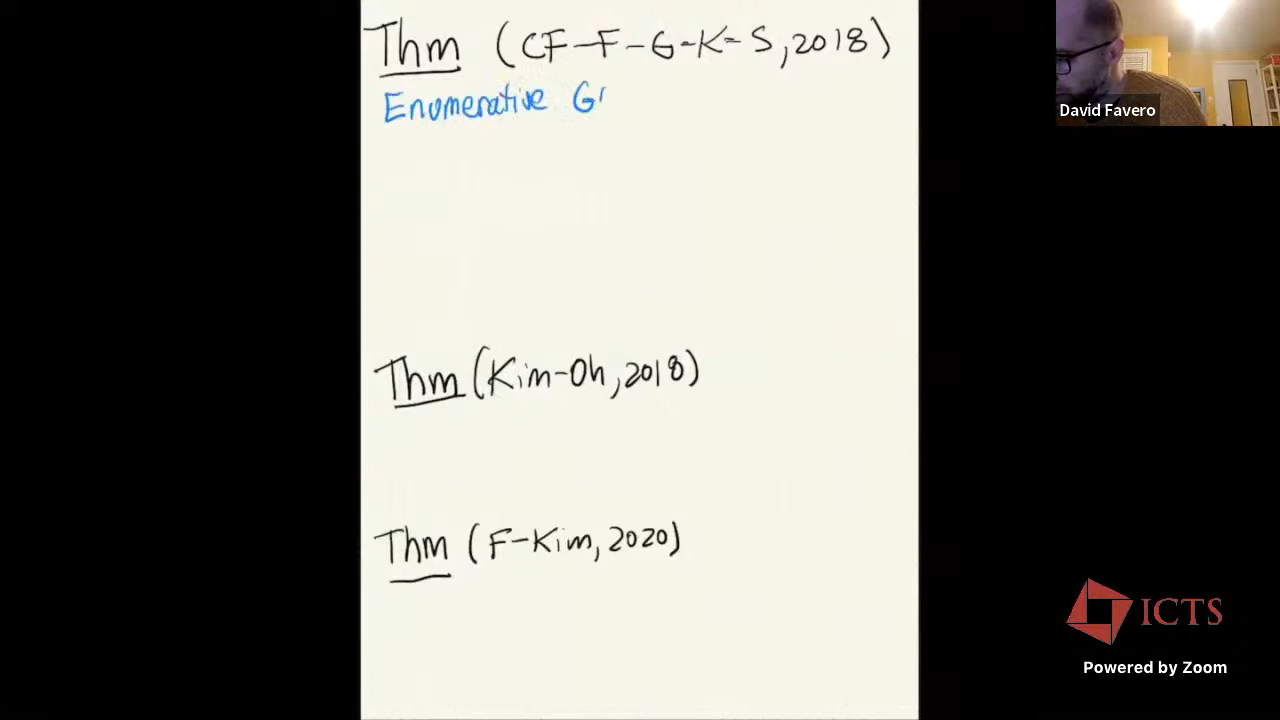 Thm (CF-F-G-K-S, 2018)
Enumerative
Thm (Kim-Oh, 2018)
Thm (F-Kim, 2020)
David Favero
ICTS
Powered by Zoom